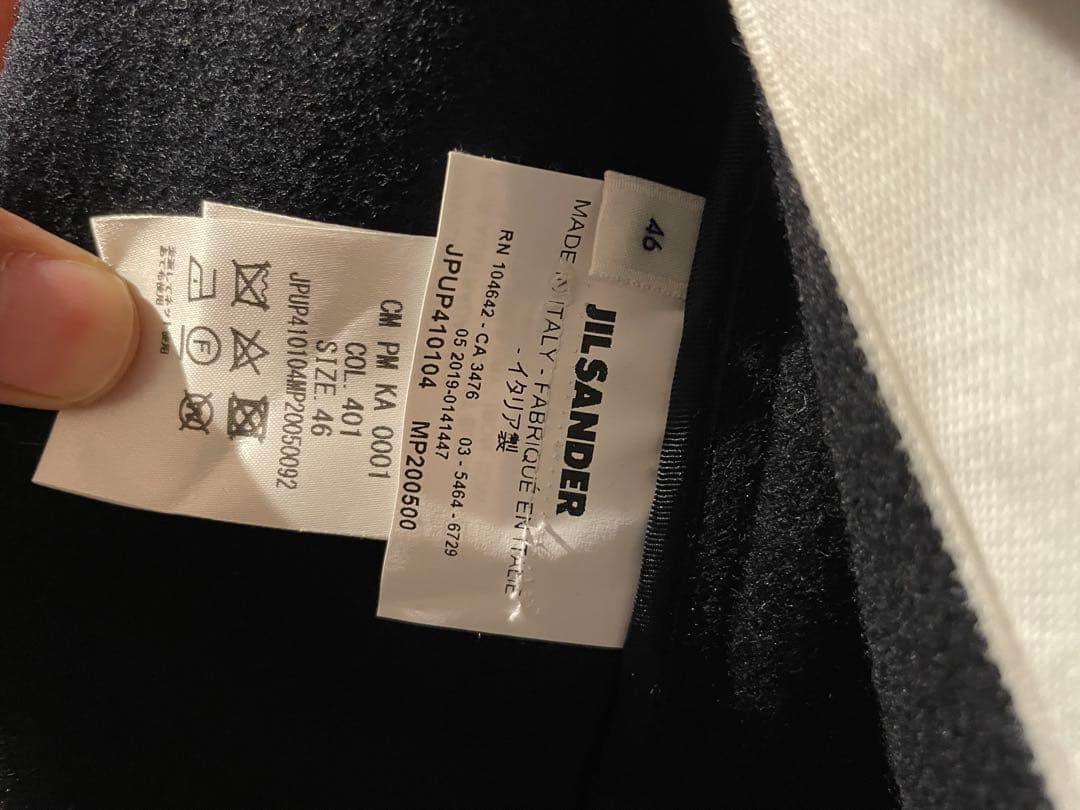 46
JIL SANDER
MADE IN ITALY - FABRIQUÉ EN ITALIE
- イタリア製
RN 104642 - CA 3476
05 2019-0141447 03 - 5464 - 6729
JPUP410104 MP200500
CM PM KA 0001
COL. 401
SIZE. 46
JPUP410104MP20050092
F
W